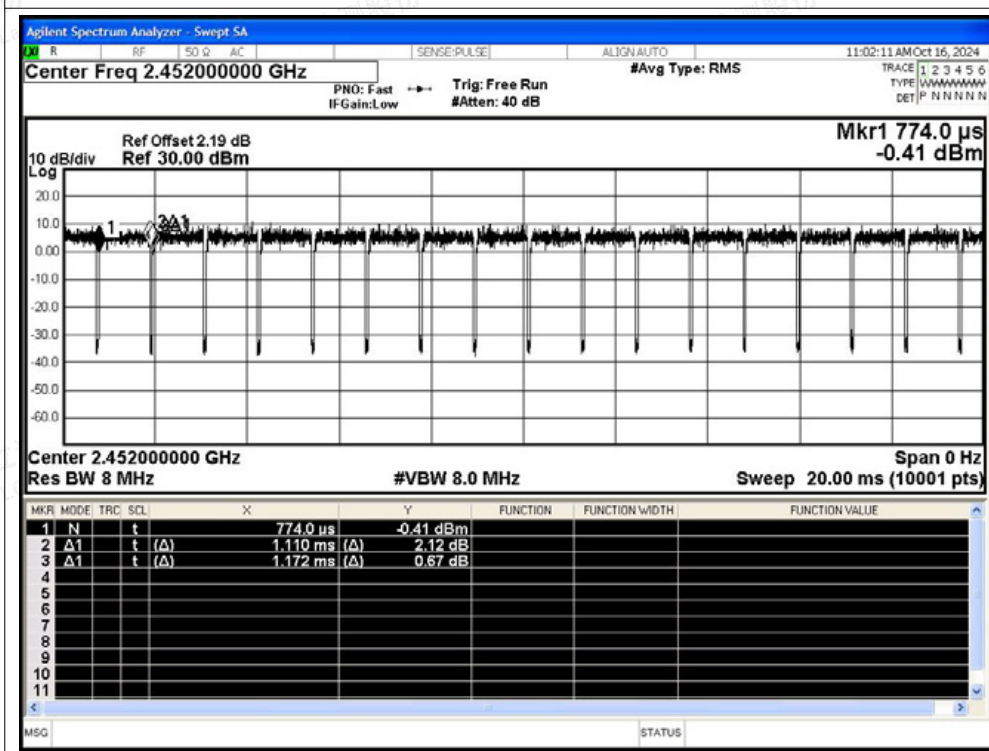 Agilent Spectrum Analyzer - Swept SA
LXI R RF 50 Ω AC SENSE:PULSE ALIGN AUTO 11:02:11 AM Oct 16, 2024
Center Freq 2.452000000 GHz #Avg Type: RMS TRACE 1 2 3 4 5 6
PNO: Fast Trig: Free Run TYPE WWWWWW
IFGain:Low #Atten: 40 dB DET P N N N N N
Mkr1 774.0 µs
Ref Offset 2.19 dB
10 dB/div Ref 30.00 dBm -0.41 dBm
Log
20.0
10.0
1
2Δ1
0.00
-10.0
-20.0
-30.0
-40.0
-50.0
-60.0
Center 2.452000000 GHz Span 0 Hz
Res BW 8 MHz #VBW 8.0 MHz Sweep 20.00 ms (10001 pts)
MKR MODE TRC SCL X Y FUNCTION FUNCTION WIDTH FUNCTION VALUE
1 N t 774.0 µs -0.41 dBm
2 Δ1 t (Δ) 1.110 ms (Δ) 2.12 dB
3 Δ1 t (Δ) 1.172 ms (Δ) 0.67 dB
4
5
6
7
8
9
10
11
MSG STATUS